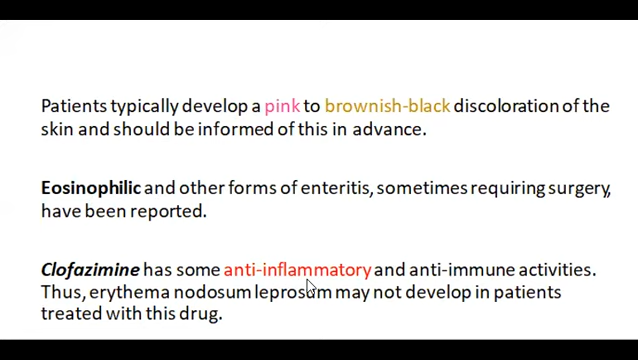 Patients typically develop a pink to brownish-black discoloration of the
skin and should be informed of this in advance.
Eosinophilic and other forms of enteritis, sometimes requiring surgery,
have been reported.
Clofazimine has some anti-inflammatory and anti-immune activities.
Thus, erythema nodosum leprosum may not develop in patients
treated with this drug.